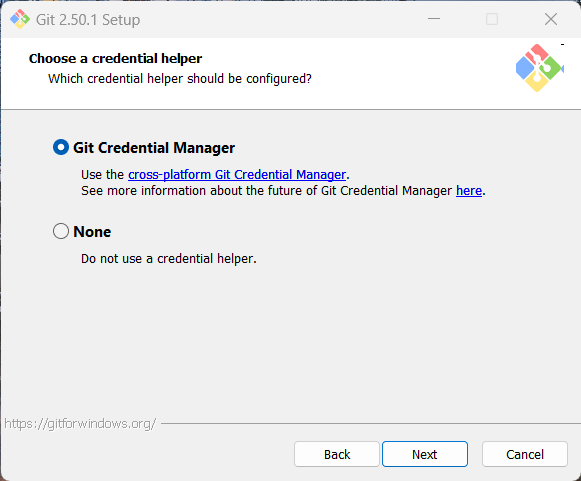 Git 2.50.1 Setup
Choose a credential helper
Which credential helper should be configured?
Git Credential Manager
Use the cross-platform Git Credential Manager.
See more information about the future of Git Credential Manager here.
None
Do not use a credential helper.
https://gitforwindows.org/
Back Next Cancel